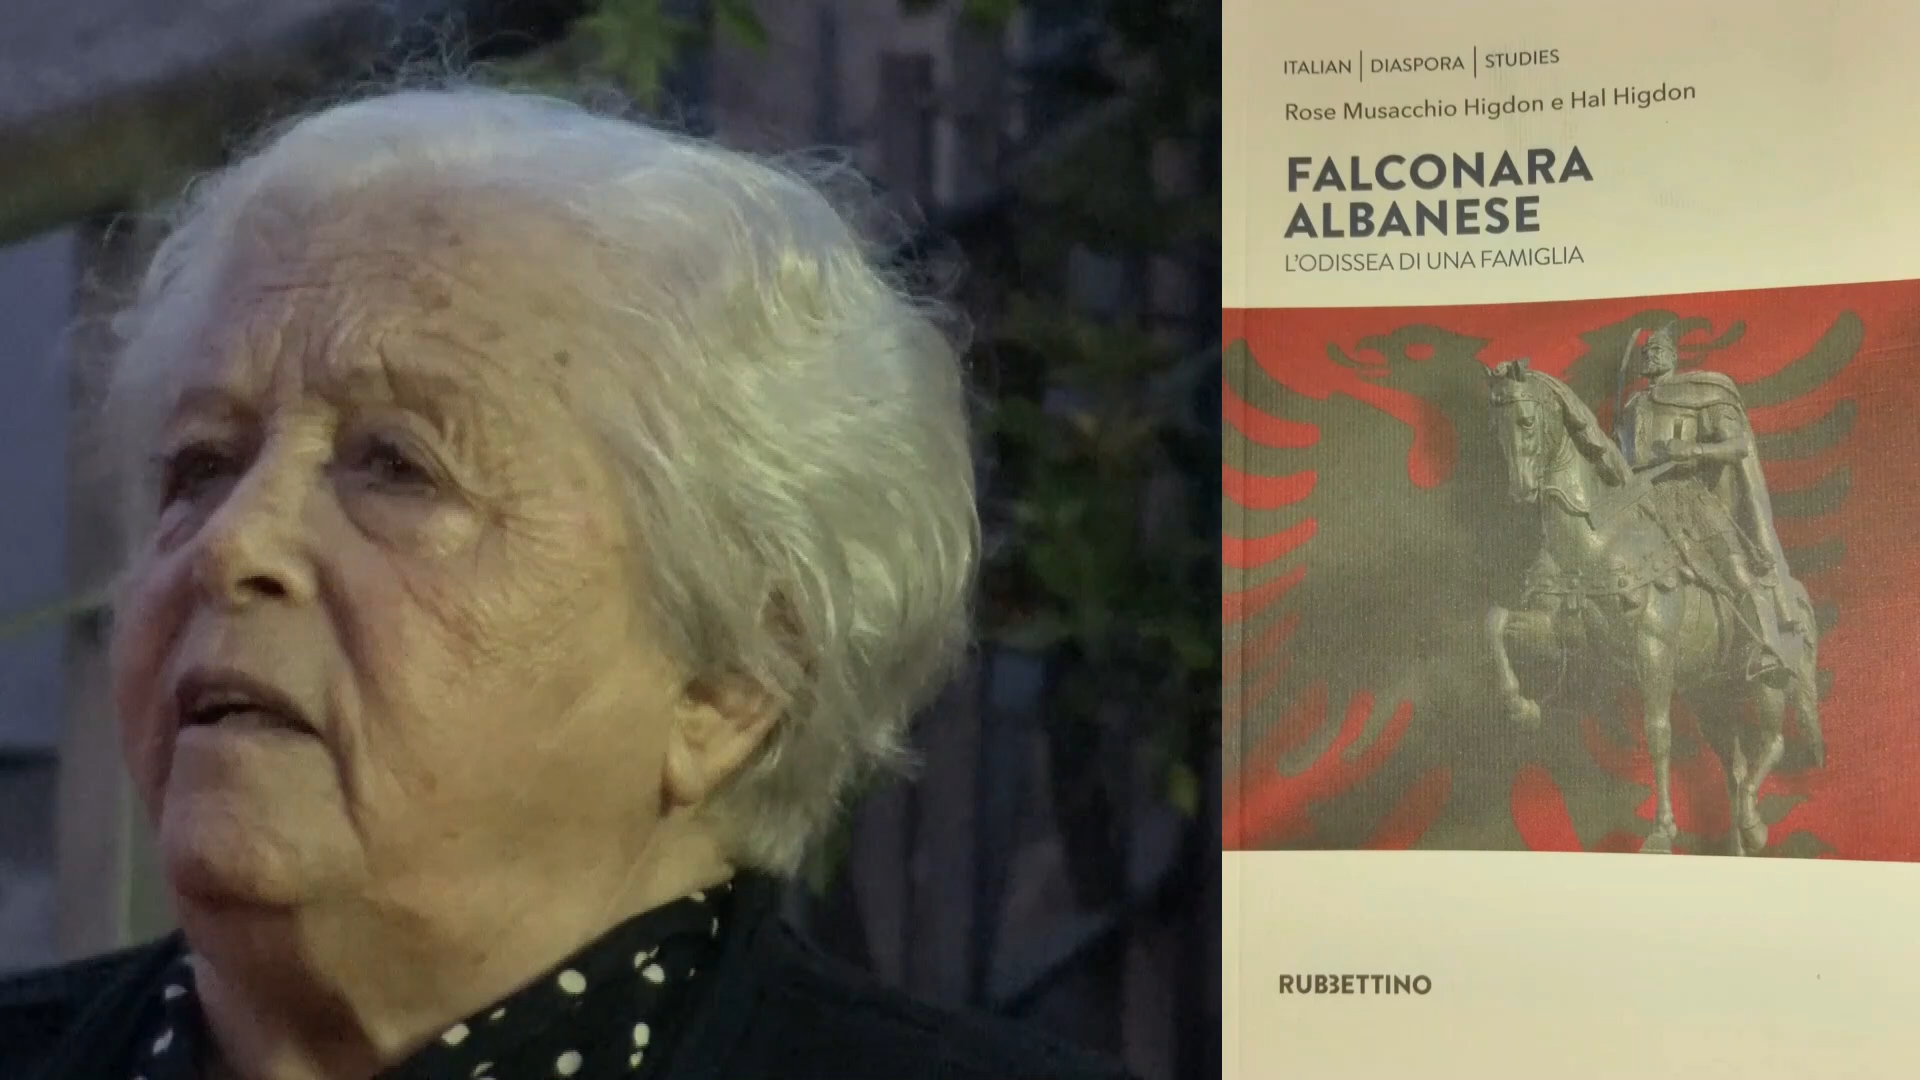 ITALIAN | DIASPORA | STUDIES
Rose Musacchio Higdon e Hal Higdon
FALCONARA
ALBANESE
L'ODISSEA DI UNA FAMIGLIA
RUBBETTINO